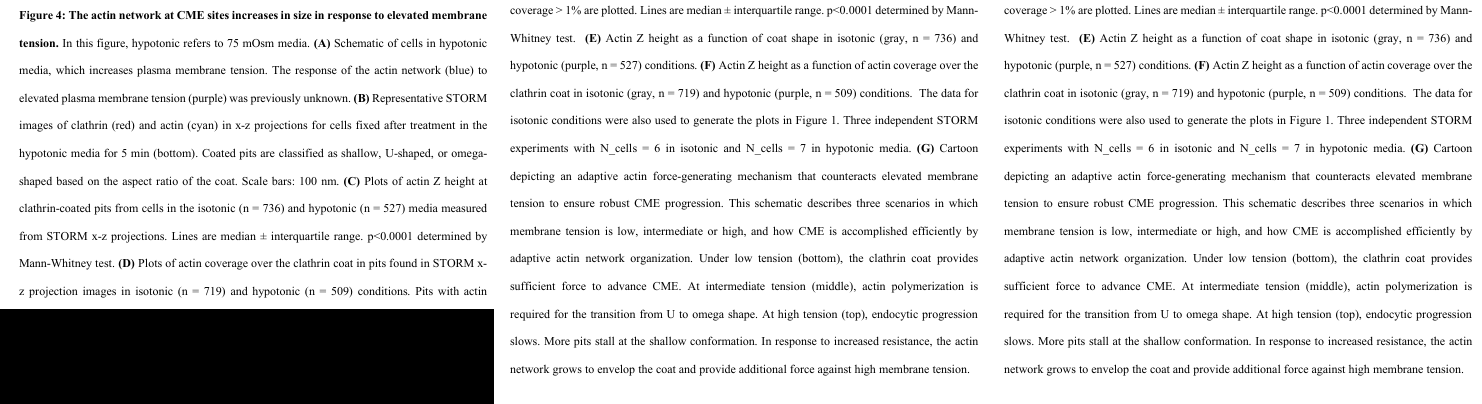 Figure 4: The actin network at CME sites increases in size in response to elevated membrane
tension. In this figure, hypotonic refers to 75 mOsm media. (A) Schematic of cells in hypotonic
media, which increases plasma membrane tension. The response of the actin network (blue) to
elevated plasma membrane tension (purple) was previously unknown. (B) Representative STORM
images of clathrin (red) and actin (cyan) in x-z projections for cells fixed after treatment in the
hypotonic media for 5 min (bottom). Coated pits are classified as shallow, U-shaped, or omega-
shaped based on the aspect ratio of the coat. Scale bars: 100 nm. (C) Plots of actin Z height at
clathrin-coated pits from cells in the isotonic (n = 736) and hypotonic (n = 527) media measured
from STORM x-z projections. Lines are median ± interquartile range. p<0.0001 determined by
Mann-Whitney test. (D) Plots of actin coverage over the clathrin coat in pits found in STORM x-
z projection images in isotonic (n = 719) and hypotonic (n = 509) conditions. Pits with actin
coverage > 1% are plotted. Lines are median ± interquartile range. p<0.0001 determined by Mann-
Whitney test. (E) Actin Z height as a function of coat shape in isotonic (gray, n = 736) and
hypotonic (purple, n = 527) conditions. (F) Actin Z height as a function of actin coverage over the
clathrin coat in isotonic (gray, n = 719) and hypotonic (purple, n = 509) conditions. The data for
isotonic conditions were also used to generate the plots in Figure 1. Three independent STORM
experiments with N_cells = 6 in isotonic and N_cells = 7 in hypotonic media. (G) Cartoon
depicting an adaptive actin force-generating mechanism that counteracts elevated membrane
tension to ensure robust CME progression. This schematic describes three scenarios in which
membrane tension is low, intermediate or high, and how CME is accomplished efficiently by
adaptive actin network organization. Under low tension (bottom), the clathrin coat provides
sufficient force to advance CME. At intermediate tension (middle), actin polymerization is
required for the transition from U to omega shape. At high tension (top), endocytic progression
slows. More pits stall at the shallow conformation. In response to increased resistance, the actin
network grows to envelop the coat and provide additional force against high membrane tension.
coverage > 1% are plotted. Lines are median ± interquartile range. p<0.0001 determined by Mann-
Whitney test. (E) Actin Z height as a function of coat shape in isotonic (gray, n = 736) and
hypotonic (purple, n = 527) conditions. (F) Actin Z height as a function of actin coverage over the
clathrin coat in isotonic (gray, n = 719) and hypotonic (purple, n = 509) conditions. The data for
isotonic conditions were also used to generate the plots in Figure 1. Three independent STORM
experiments with N_cells = 6 in isotonic and N_cells = 7 in hypotonic media. (G) Cartoon
depicting an adaptive actin force-generating mechanism that counteracts elevated membrane
tension to ensure robust CME progression. This schematic describes three scenarios in which
membrane tension is low, intermediate or high, and how CME is accomplished efficiently by
adaptive actin network organization. Under low tension (bottom), the clathrin coat provides
sufficient force to advance CME. At intermediate tension (middle), actin polymerization is
required for the transition from U to omega shape. At high tension (top), endocytic progression
slows. More pits stall at the shallow conformation. In response to increased resistance, the actin
network grows to envelop the coat and provide additional force against high membrane tension.